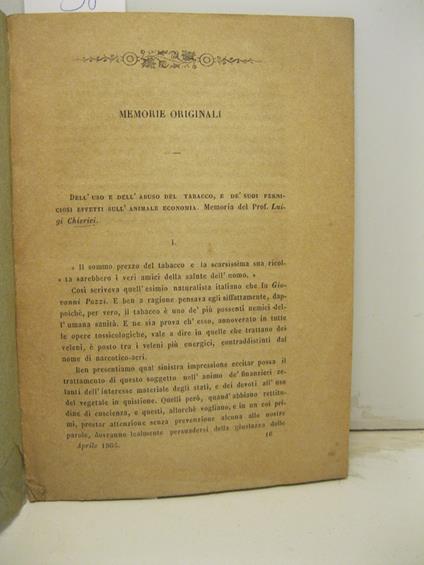 MEMORIE ORIGINALI
DELL' USO E DELL' ABUSO DEL TABACCO, E DE' SUOI PERNI-
CIOSI EFFETTI SULL' ANIMALE ECONOMIA. Memoria del Prof. Lui-
gi Chierici.
I.
« Il sommo prezzo del tabacco e la scarsissima sua ricol-
« ta sarebbero i veri amici della salute dell' uomo. »
Così scriveva quell' esimio naturalista italiano che fu Gio-
vanni Pozzi. E ben a ragione pensava egli siffattamente, dap-
poichè, per vero, il tabacco è uno de' più possenti nemici del-
l' umana sanità. E ne sia prova ch' esso, annoverato in tutte
le opere tossicologiche, vale a dire in quelle che trattano dei
veleni, è posto tra i veleni più energici, contraddistinti dal
nome di narcotico-acri.
Ben presentiamo qual sinistra impressione eccitar possa il
trattamento di questo soggetto nell' animo de' finanzieri ze-
lanti dell' interesse materiale degli stati, e dei devoti all' uso
del vegetale in quistione. Quelli però, quand' abbiano rettitu-
dine di coscienza, e questi, allorchè vogliano, e in un coi pri-
mi, prestar attenzione senza prevenzione alcuna alle nostre
parole, dovranno lealmente persuadersi della giustezza delle
Aprile 1865. 16